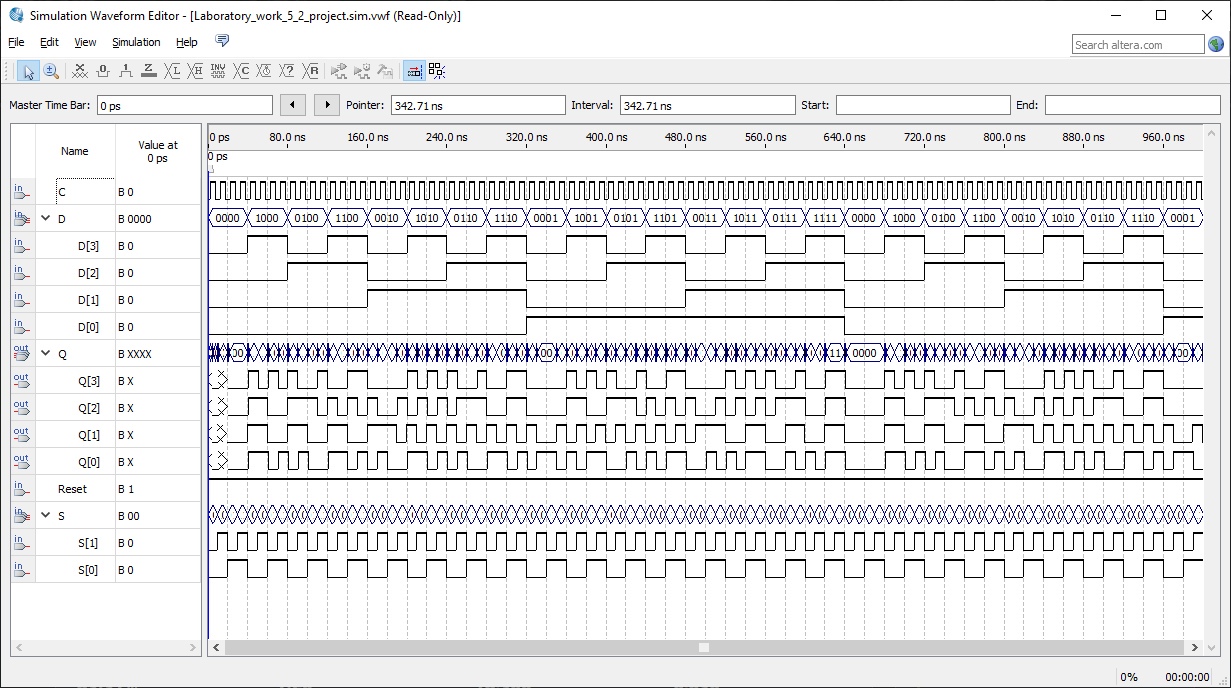 Simulation Waveform Editor - [Laboratory_work_5_2_project.sim.vwf (Read-Only)]
File Edit View Simulation Help
Search altera.com
Master Time Bar: 0 ps Pointer: 342.71 ns Interval: 342.71 ns Start: End:
Name Value at 0 ps
0 ps 80.0 ns 160.0 ns 240.0 ns 320.0 ns 400.0 ns 480.0 ns 560.0 ns 640.0 ns 720.0 ns 800.0 ns 880.0 ns 960.0 ns
0 ps
in C B 0
in D B 0000 0000 1000 0100 1100 0010 1010 0110 1110 0001 1001 0101 1101 0011 1011 0111 1111 0000 1000 0100 1100 0010 1010 0110 1110 0001
in D[3] B 0
in D[2] B 0
in D[1] B 0
in D[0] B 0
out Q B XXXX 00 00 11 0000 00
out Q[3] B X
out Q[2] B X
out Q[1] B X
out Q[0] B X
in Reset B 1
in S B 00
in S[1] B 0
in S[0] B 0
0% 00:00:00